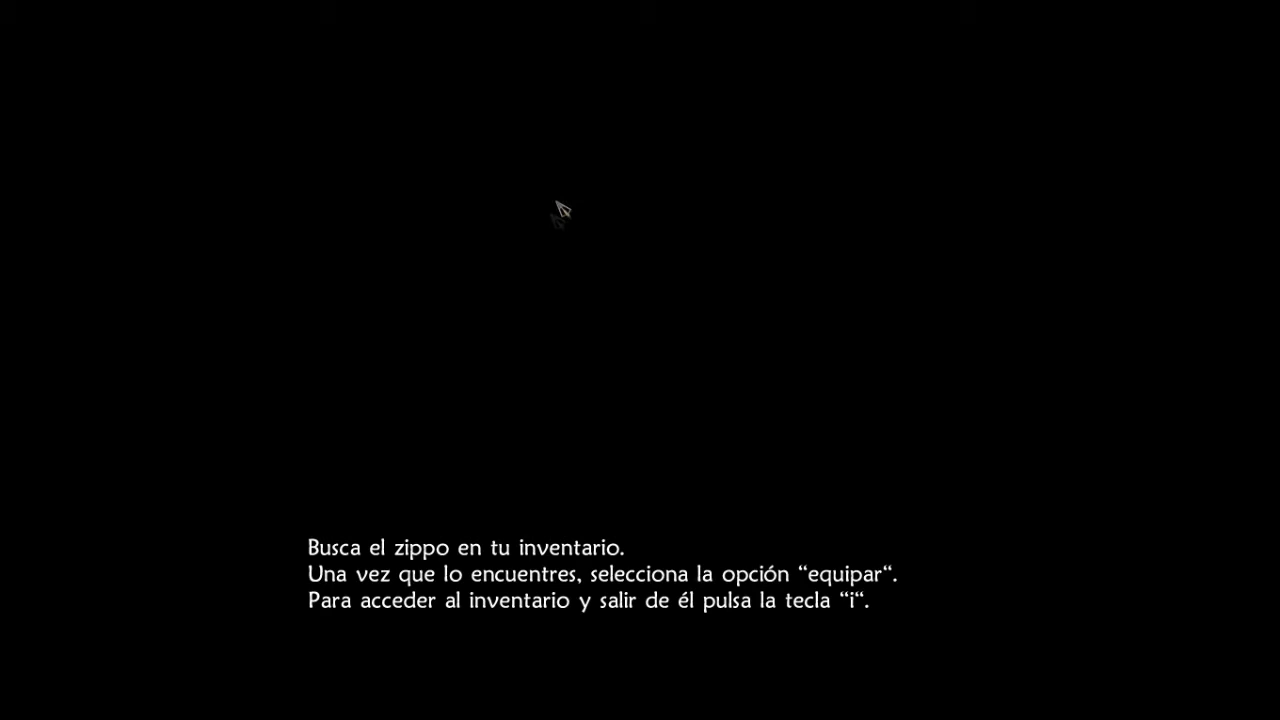 Busca el zippo en tu inventario.
Una vez que lo encuentres, selecciona la opción “equipar“.
Para acceder al inventario y salir de él pulsa la tecla “i“.